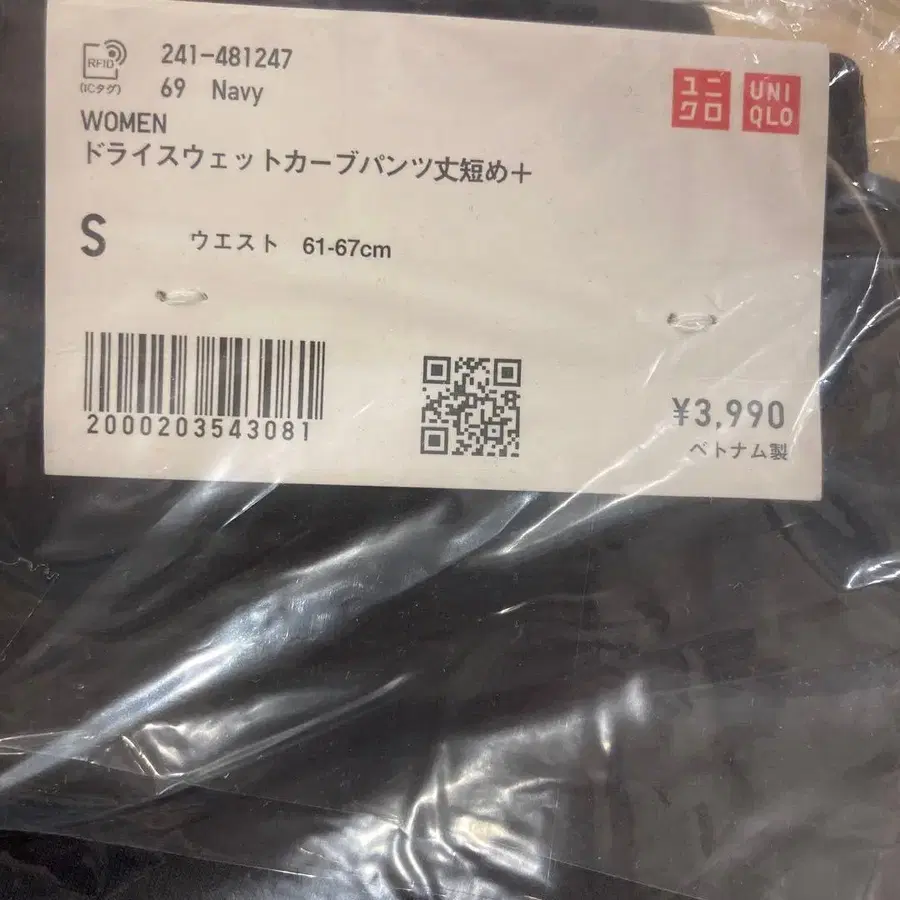 RFID
(ICタグ)
241-481247
69 Navy
ユニクロ
UNIQLO
WOMEN
ドライスウェットカーブパンツ丈短め+
S ウエスト 61-67cm
2000203543081
¥3,990
ベトナム製